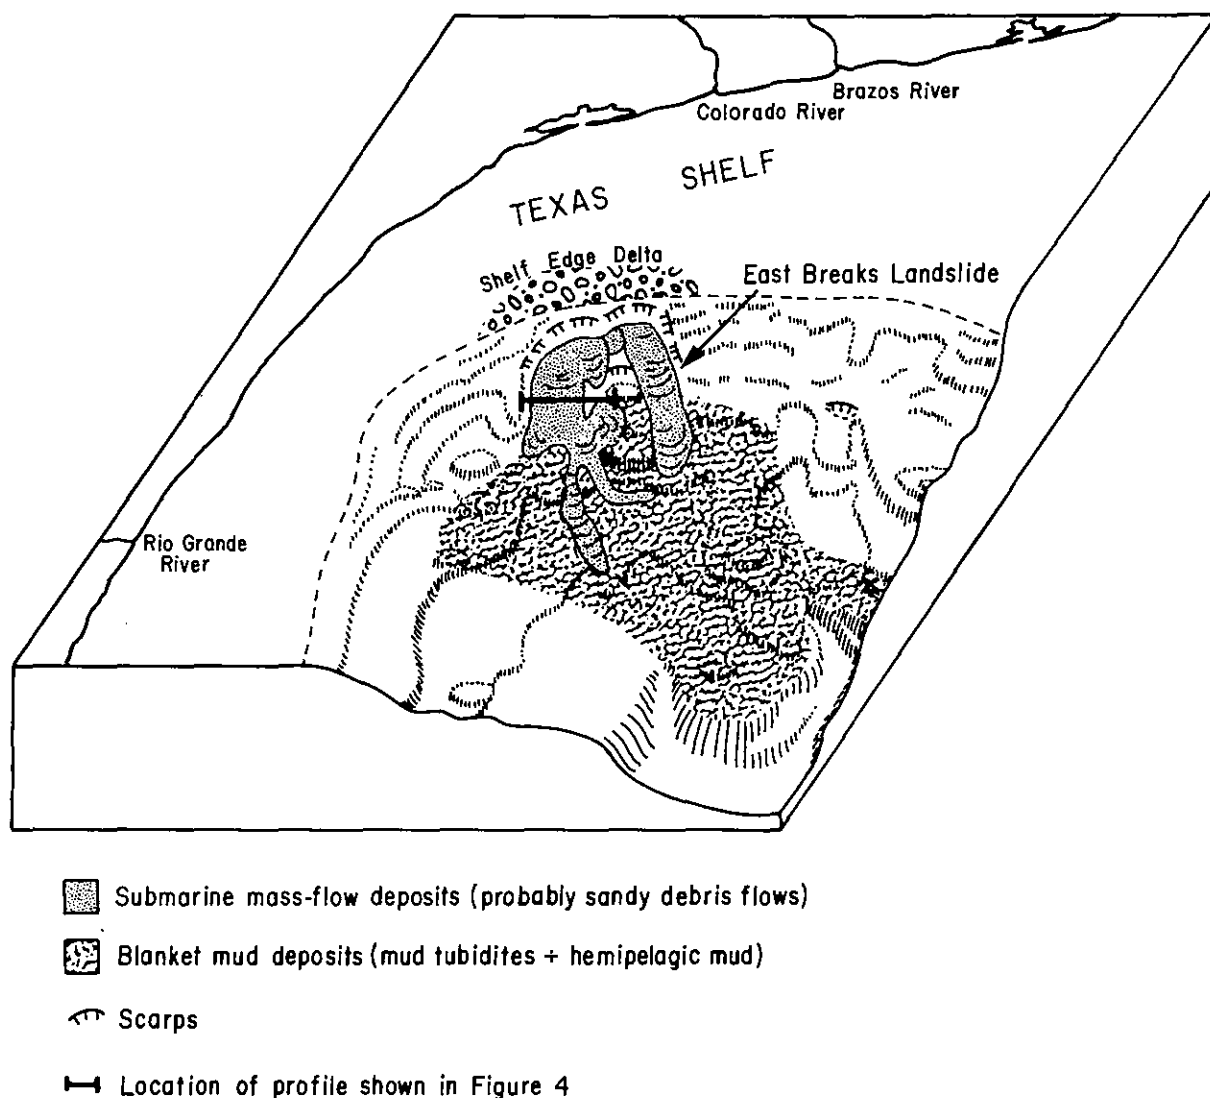 Brazos River
Colorado River
TEXAS SHELF
Shelf Edge Delta
East Breaks Landslide
Rio Grande
River
Submarine mass-flow deposits (probably sandy debris flows)
Blanket mud deposits (mud tubidites + hemipelagic mud)
Scarps
Location of profile shown in Figure 4